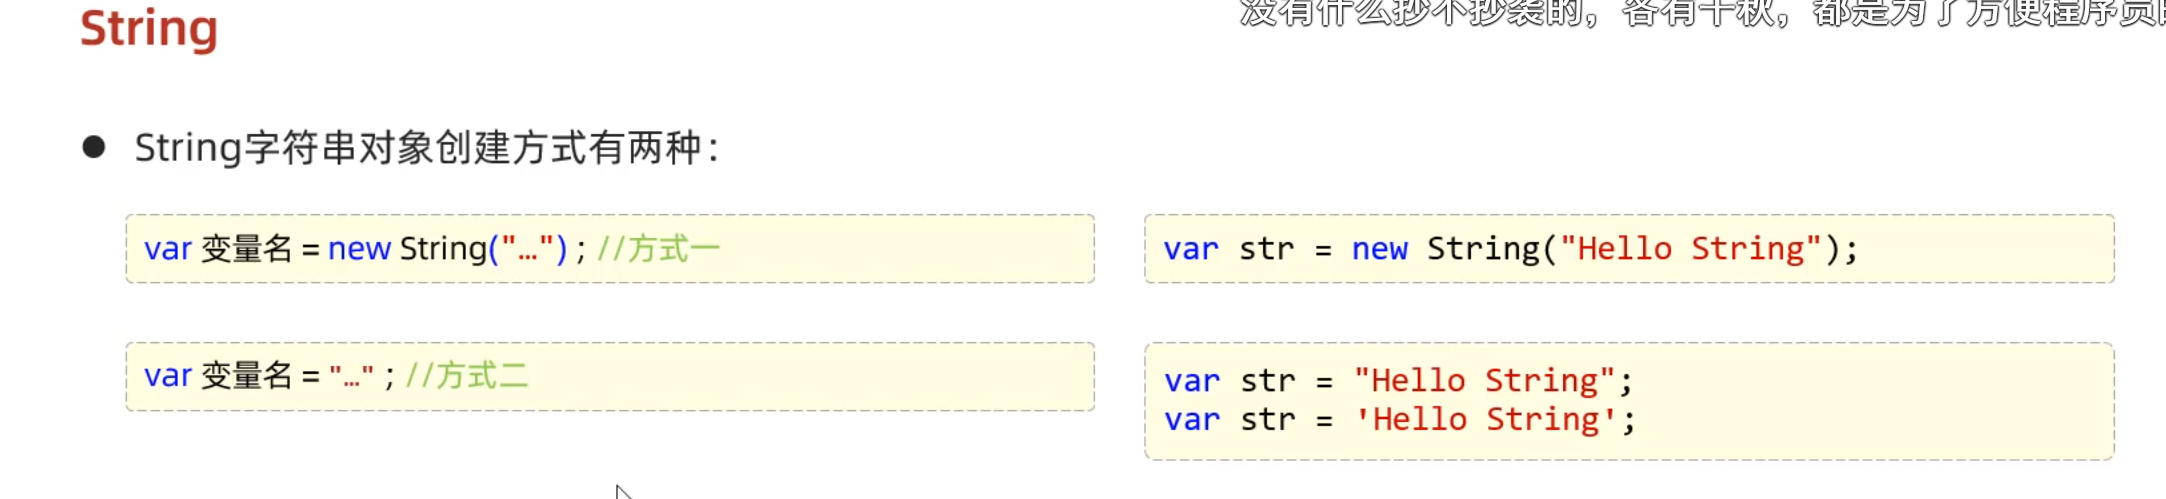 String
没有什么抄不抄袭的，各有千秋，都是为了方便程序员
● String字符串对象创建方式有两种：
var 变量名 = new String("…") ; //方式一
var str = new String("Hello String");
var 变量名 = "…" ; //方式二
var str = "Hello String";
var str = 'Hello String';